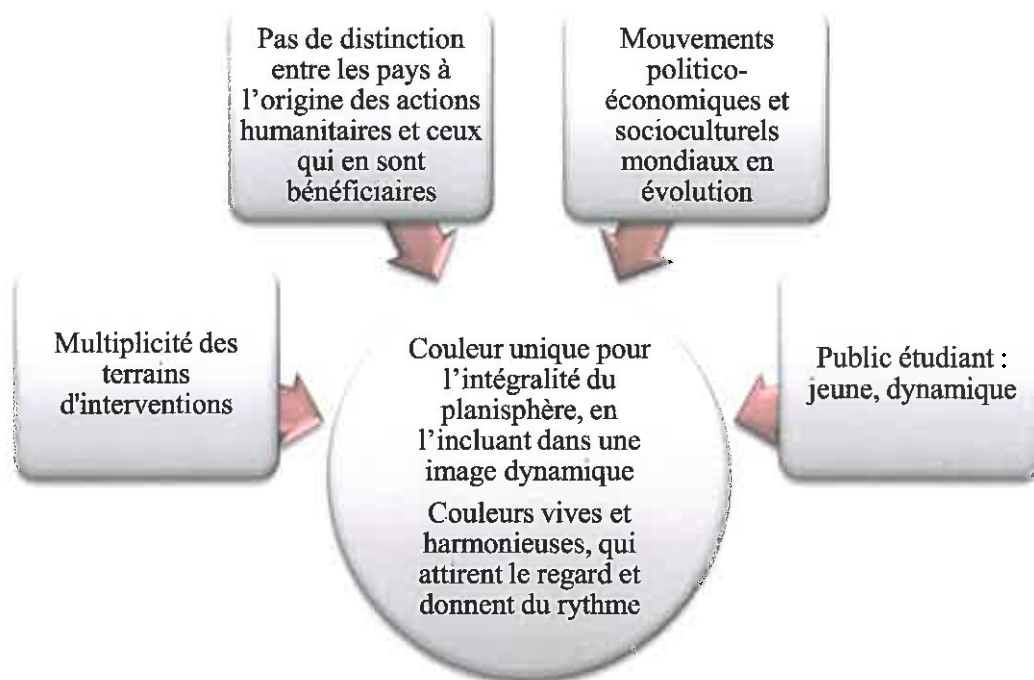 Pas de distinction
entre les pays à
l'origine des actions
humanitaires et ceux
qui en sont
bénéficiaires
Mouvements
politico-
économiques et
socioculturels
mondiaux en
évolution
Multiplicité des
terrains
d'interventions
Couleur unique pour
l'intégralité du
planisphère, en
l'incluant dans une
image dynamique
Couleurs vives et
harmonieuses, qui
attirent le regard et
donnent du rythme
Public étudiant :
jeune, dynamique